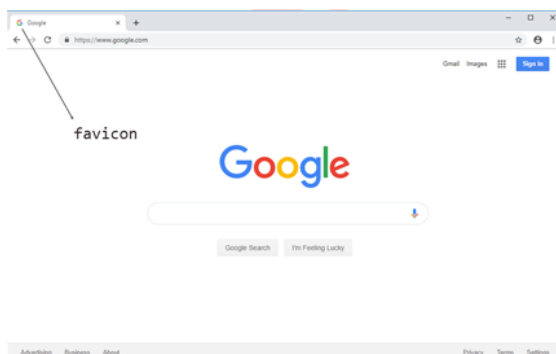 G Google × +
https://www.google.com
Gmail Images Sign in
favicon
Google
Google Search I'm Feeling Lucky
Advertising Business About Privacy Terms Settings